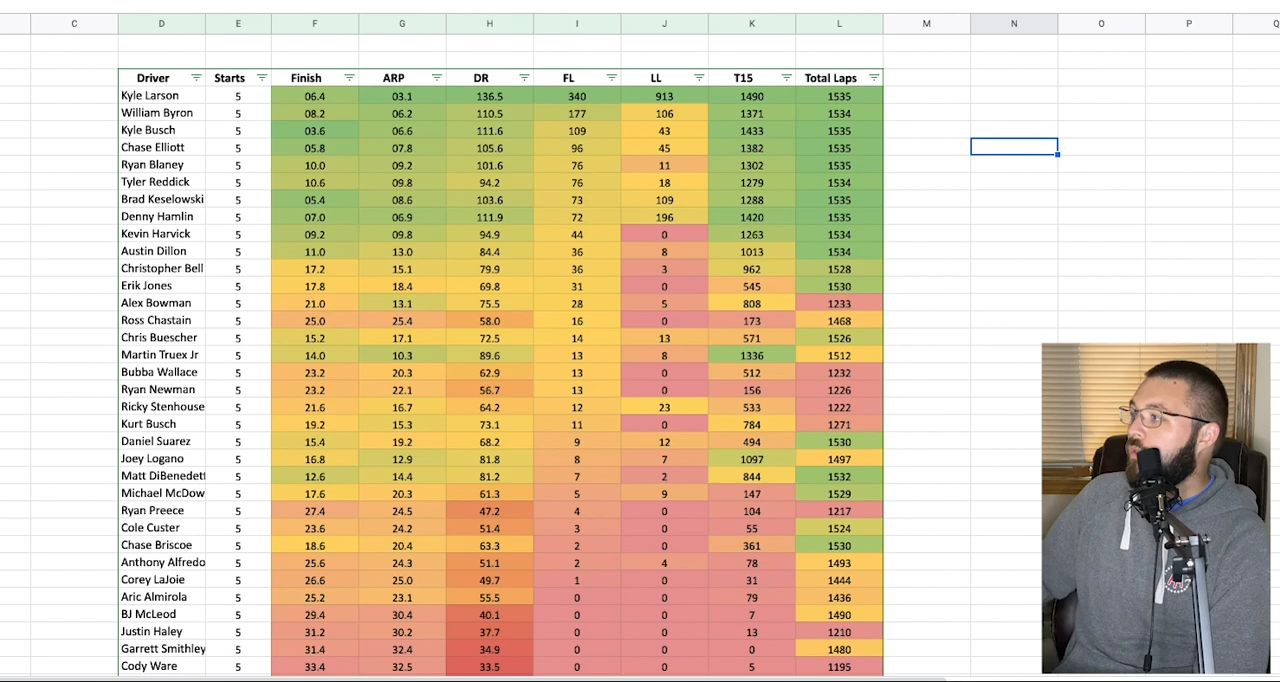 C D E F G H I J K L M N O P Q
Driver Starts Finish ARP DR FL LL T15 Total Laps
Kyle Larson 5 06.4 03.1 136.5 340 913 1490 1535
William Byron 5 08.2 06.2 110.5 177 106 1371 1534
Kyle Busch 5 03.6 06.6 111.6 109 43 1433 1535
Chase Elliott 5 05.8 07.8 105.6 96 45 1382 1535
Ryan Blaney 5 10.0 09.2 101.6 76 11 1302 1535
Tyler Reddick 5 10.6 09.8 94.2 76 18 1279 1534
Brad Keselowski 5 05.4 08.6 103.6 73 109 1288 1535
Denny Hamlin 5 07.0 06.9 111.9 72 196 1420 1535
Kevin Harvick 5 09.2 09.8 94.9 44 0 1263 1534
Austin Dillon 5 11.0 13.0 84.4 36 8 1013 1534
Christopher Bell 5 17.2 15.1 79.9 36 3 962 1528
Erik Jones 5 17.8 18.4 69.8 31 0 545 1530
Alex Bowman 5 21.0 13.1 75.5 28 5 808 1233
Ross Chastain 5 25.0 25.4 58.0 16 0 173 1468
Chris Buescher 5 15.2 17.1 72.5 14 13 571 1526
Martin Truex Jr 5 14.0 10.3 89.6 13 8 1336 1512
Bubba Wallace 5 23.2 20.3 62.9 13 0 512 1232
Ryan Newman 5 23.2 22.1 56.7 13 0 156 1226
Ricky Stenhouse 5 21.6 16.7 64.2 12 23 533 1222
Kurt Busch 5 19.2 15.3 73.1 11 0 784 1271
Daniel Suarez 5 15.4 19.2 68.2 9 12 494 1530
Joey Logano 5 16.8 12.9 81.8 8 7 1097 1497
Matt DiBenedett 5 12.6 14.4 81.2 7 2 844 1532
Michael McDow 5 17.6 20.3 61.3 5 9 147 1529
Ryan Preece 5 27.4 24.5 47.2 4 0 104 1217
Cole Custer 5 23.6 24.2 51.4 3 0 55 1524
Chase Briscoe 5 18.6 20.4 63.3 2 0 361 1530
Anthony Alfredo 5 25.6 24.3 51.1 2 4 78 1493
Corey LaJoie 5 26.6 25.0 49.7 1 0 31 1444
Aric Almirola 5 25.2 23.1 55.5 0 0 79 1436
BJ McLeod 5 29.4 30.4 40.1 0 0 7 1490
Justin Haley 5 31.2 30.2 37.7 0 0 13 1210
Garrett Smithley 5 31.4 32.4 34.9 0 0 0 1480
Cody Ware 5 33.4 32.5 33.5 0 0 5 1195